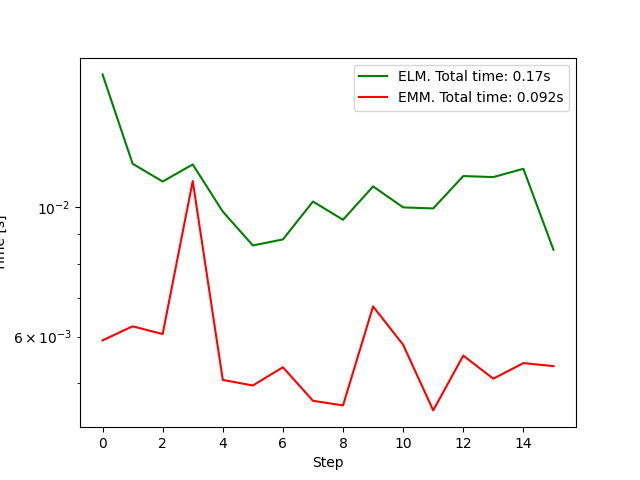 ELM. Total time: 0.17s
EMM. Total time: 0.092s
10⁻²
6 × 10⁻³
[s]
0 2 4 6 8 10 12 14
Step